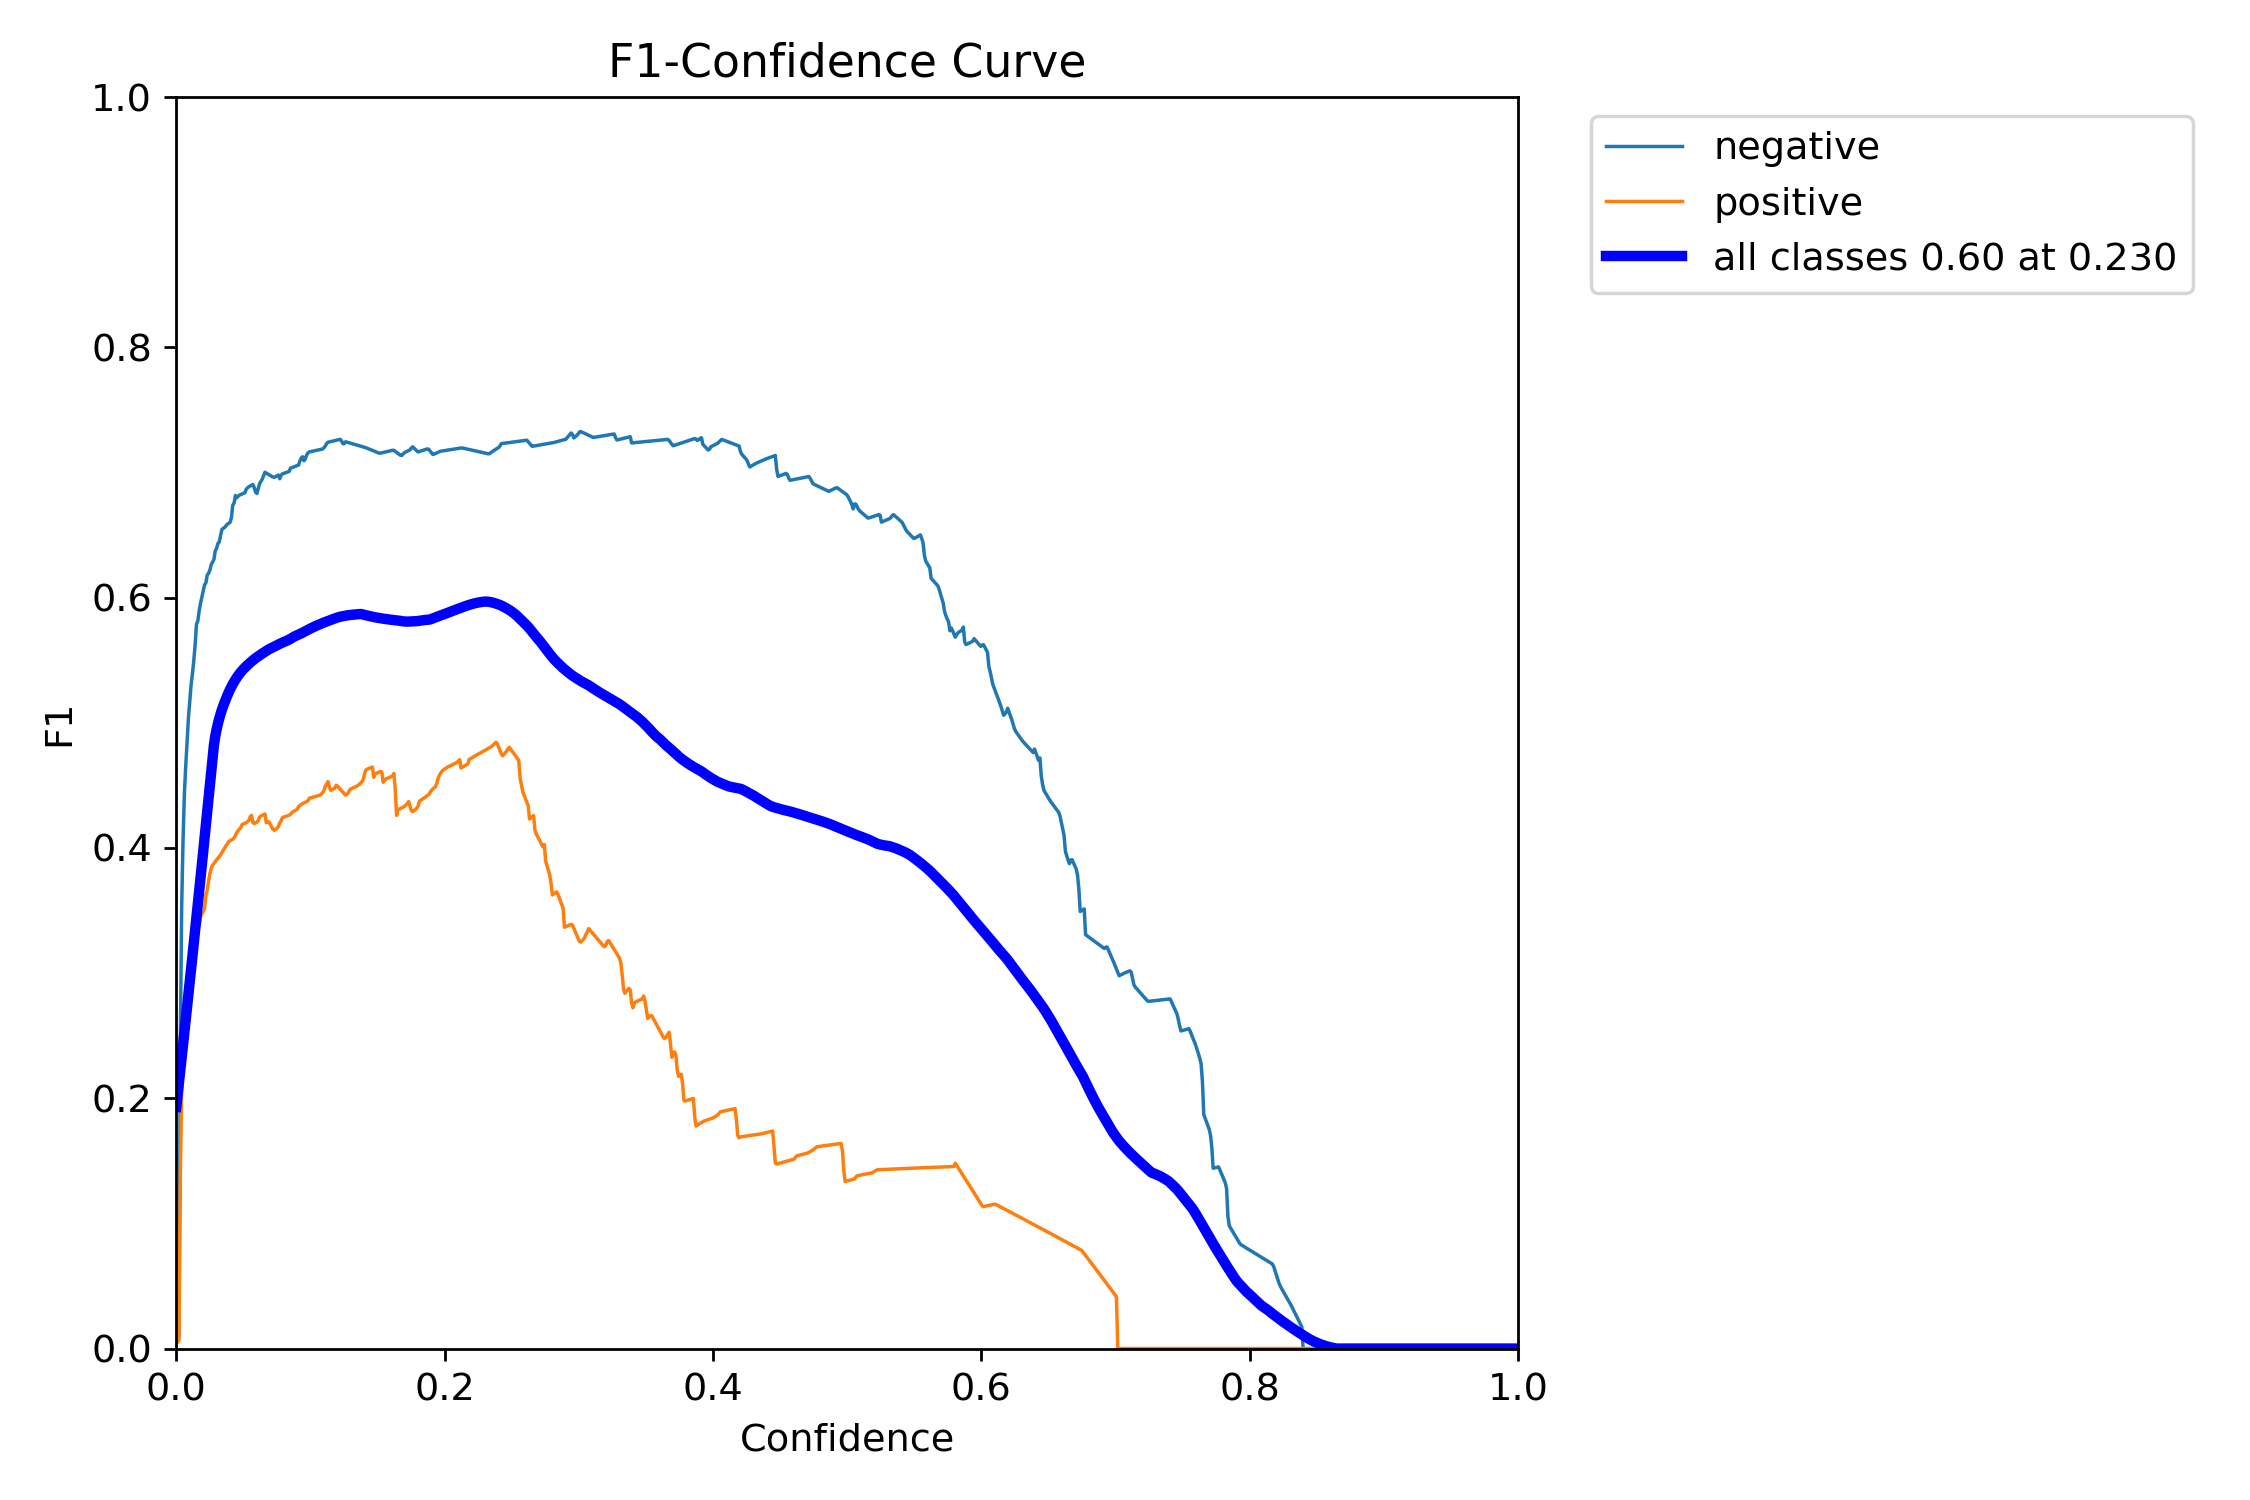 F1-Confidence Curve
1.0
0.8
0.6
0.4
0.2
0.0
F1
0.0 0.2 0.4 0.6 0.8 1.0
Confidence
negative
positive
all classes 0.60 at 0.230